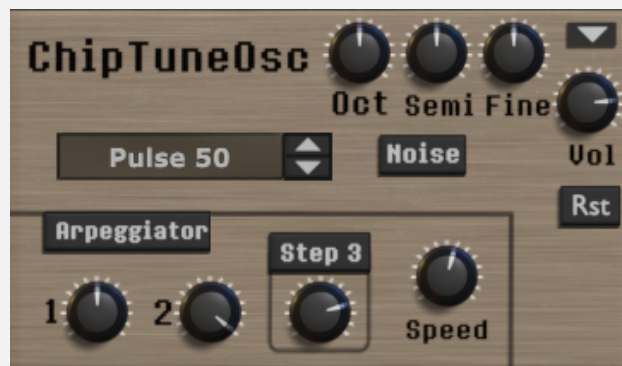 ChipTuneOsc
Oct Semi Fine
Pulse 50
Noise
Vol
Rst
Arpeggiator
Step 3
1 2
Speed